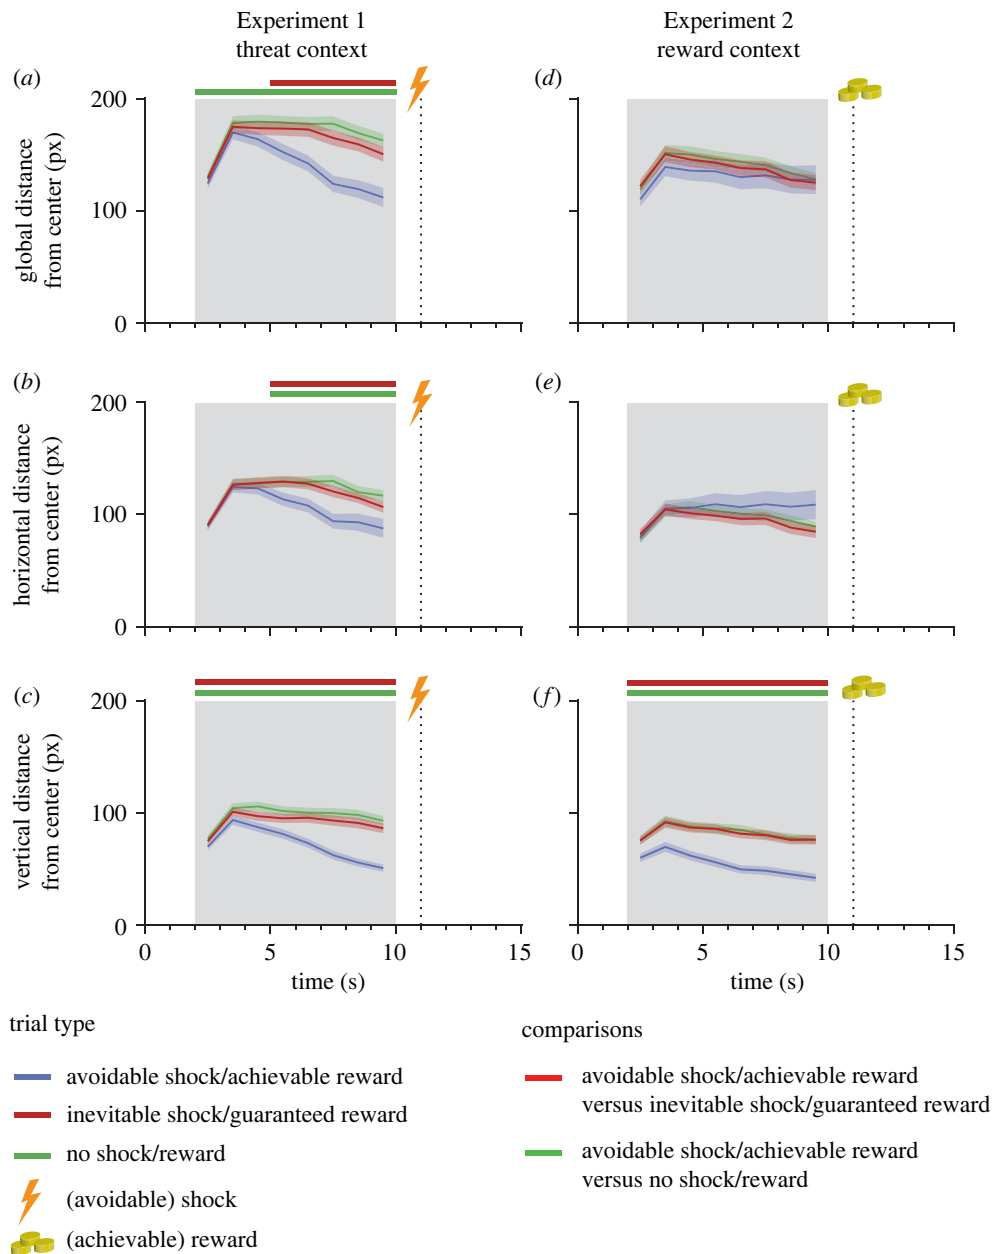 Experiment 1
threat context
Experiment 2
reward context
(a)
(d)
200
100
0
global distance
from center (px)
(b)
(e)
200
100
0
horizontal distance
from center (px)
(c)
(f)
200
100
0
vertical distance
from center (px)
0 5 10 15
0 5 10 15
time (s)
time (s)
trial type
avoidable shock/achievable reward
inevitable shock/guaranteed reward
no shock/reward
(avoidable) shock
(achievable) reward
comparisons
avoidable shock/achievable reward
versus inevitable shock/guaranteed reward
avoidable shock/achievable reward
versus no shock/reward